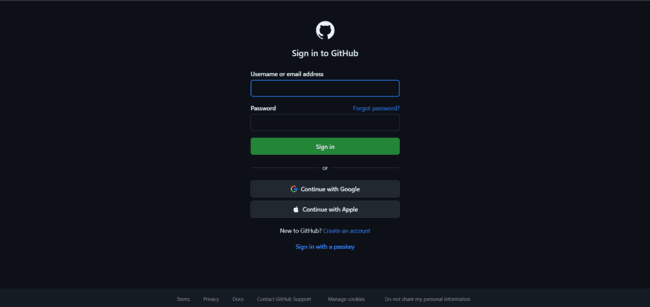 Sign in to GitHub
Username or email address
Password Forgot password?
Sign in
or
Continue with Google
Continue with Apple
New to GitHub? Create an account
Sign in with a passkey
Terms Privacy Docs Contact GitHub Support Manage cookies Do not share my personal information